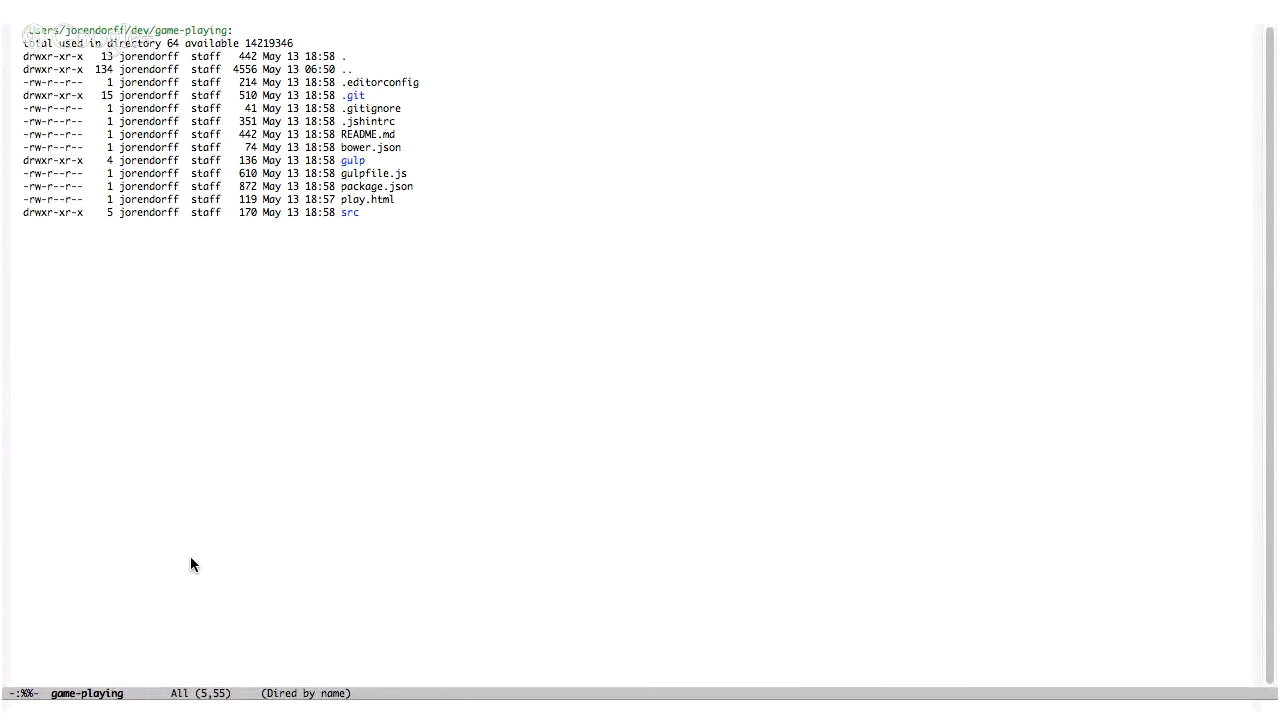 /Users/jorendorff/dev/game-playing:
total used in directory 64 available 14219346
drwxr-xr-x 13 jorendorff staff 442 May 13 18:58 .
drwxr-xr-x 134 jorendorff staff 4556 May 13 06:50 ..
-rw-r--r-- 1 jorendorff staff 214 May 13 18:58 .editorconfig
drwxr-xr-x 15 jorendorff staff 510 May 13 18:58 .git
-rw-r--r-- 1 jorendorff staff 41 May 13 18:58 .gitignore
-rw-r--r-- 1 jorendorff staff 351 May 13 18:58 .jshintrc
-rw-r--r-- 1 jorendorff staff 442 May 13 18:58 README.md
-rw-r--r-- 1 jorendorff staff 74 May 13 18:58 bower.json
drwxr-xr-x 4 jorendorff staff 136 May 13 18:58 gulp
-rw-r--r-- 1 jorendorff staff 610 May 13 18:58 gulpfile.js
-rw-r--r-- 1 jorendorff staff 872 May 13 18:58 package.json
-rw-r--r-- 1 jorendorff staff 119 May 13 18:57 play.html
drwxr-xr-x 5 jorendorff staff 170 May 13 18:58 src
-:%%- game-playing All (5,55) (Dired by name)